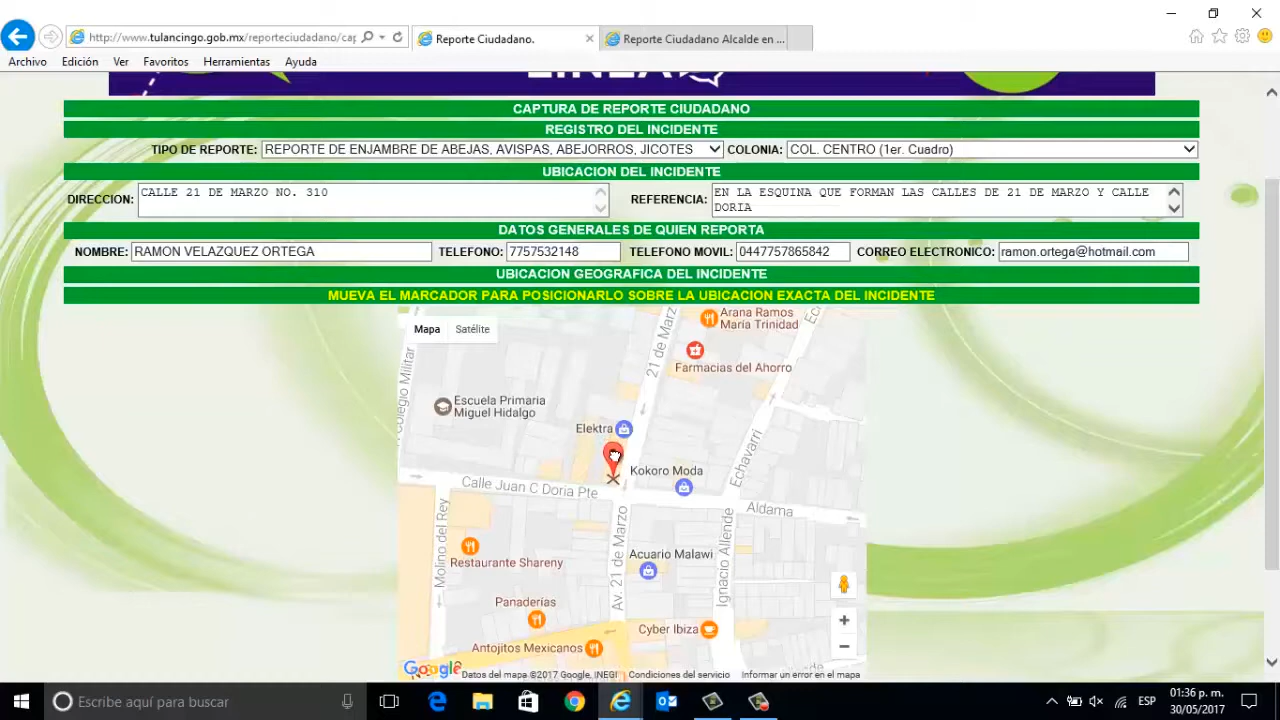 http://www.tulancingo.gob.mx/reporteciudadano/cap
Reporte Ciudadano.
Reporte Ciudadano Alcalde en ...
Archivo Edición Ver Favoritos Herramientas Ayuda
LINEA
CAPTURA DE REPORTE CIUDADANO
REGISTRO DEL INCIDENTE
TIPO DE REPORTE: REPORTE DE ENJAMBRE DE ABEJAS, AVISPAS, ABEJORROS, JICOTES COLONIA: COL. CENTRO (1er. Cuadro)
UBICACION DEL INCIDENTE
DIRECCION: CALLE 21 DE MARZO NO. 310
REFERENCIA: EN LA ESQUINA QUE FORMAN LAS CALLES DE 21 DE MARZO Y CALLE
DORIA
DATOS GENERALES DE QUIEN REPORTA
NOMBRE: RAMON VELAZQUEZ ORTEGA TELEFONO: 7757532148 TELEFONO MOVIL: 0447757865842 CORREO ELECTRONICO: ramon.ortega@hotmail.com
UBICACION GEOGRAFICA DEL INCIDENTE
MUEVA EL MARCADOR PARA POSICIONARLO SOBRE LA UBICACION EXACTA DEL INCIDENTE
Mapa Satélite
Arana Ramos
María Trinidad
21 de Marzo
Farmacias del Ahorro
Colegio Militar
Escuela Primaria
Miguel Hidalgo
Elektra
Kokoro Moda
Echavarri
Calle Juan C Doria Pte
Aldama
Molino del Rey
Av. 21 de Marzo
Ignacio Allende
Acuario Malawi
Restaurante Shareny
Panaderías
Cyber Ibiza
Antojitos Mexicanos
Google
Datos del mapa ©2017 Google, INEGI Condiciones del servicio Informar un error en el mapa
Escribe aquí para buscar
ESP
01:36 p. m.
30/05/2017